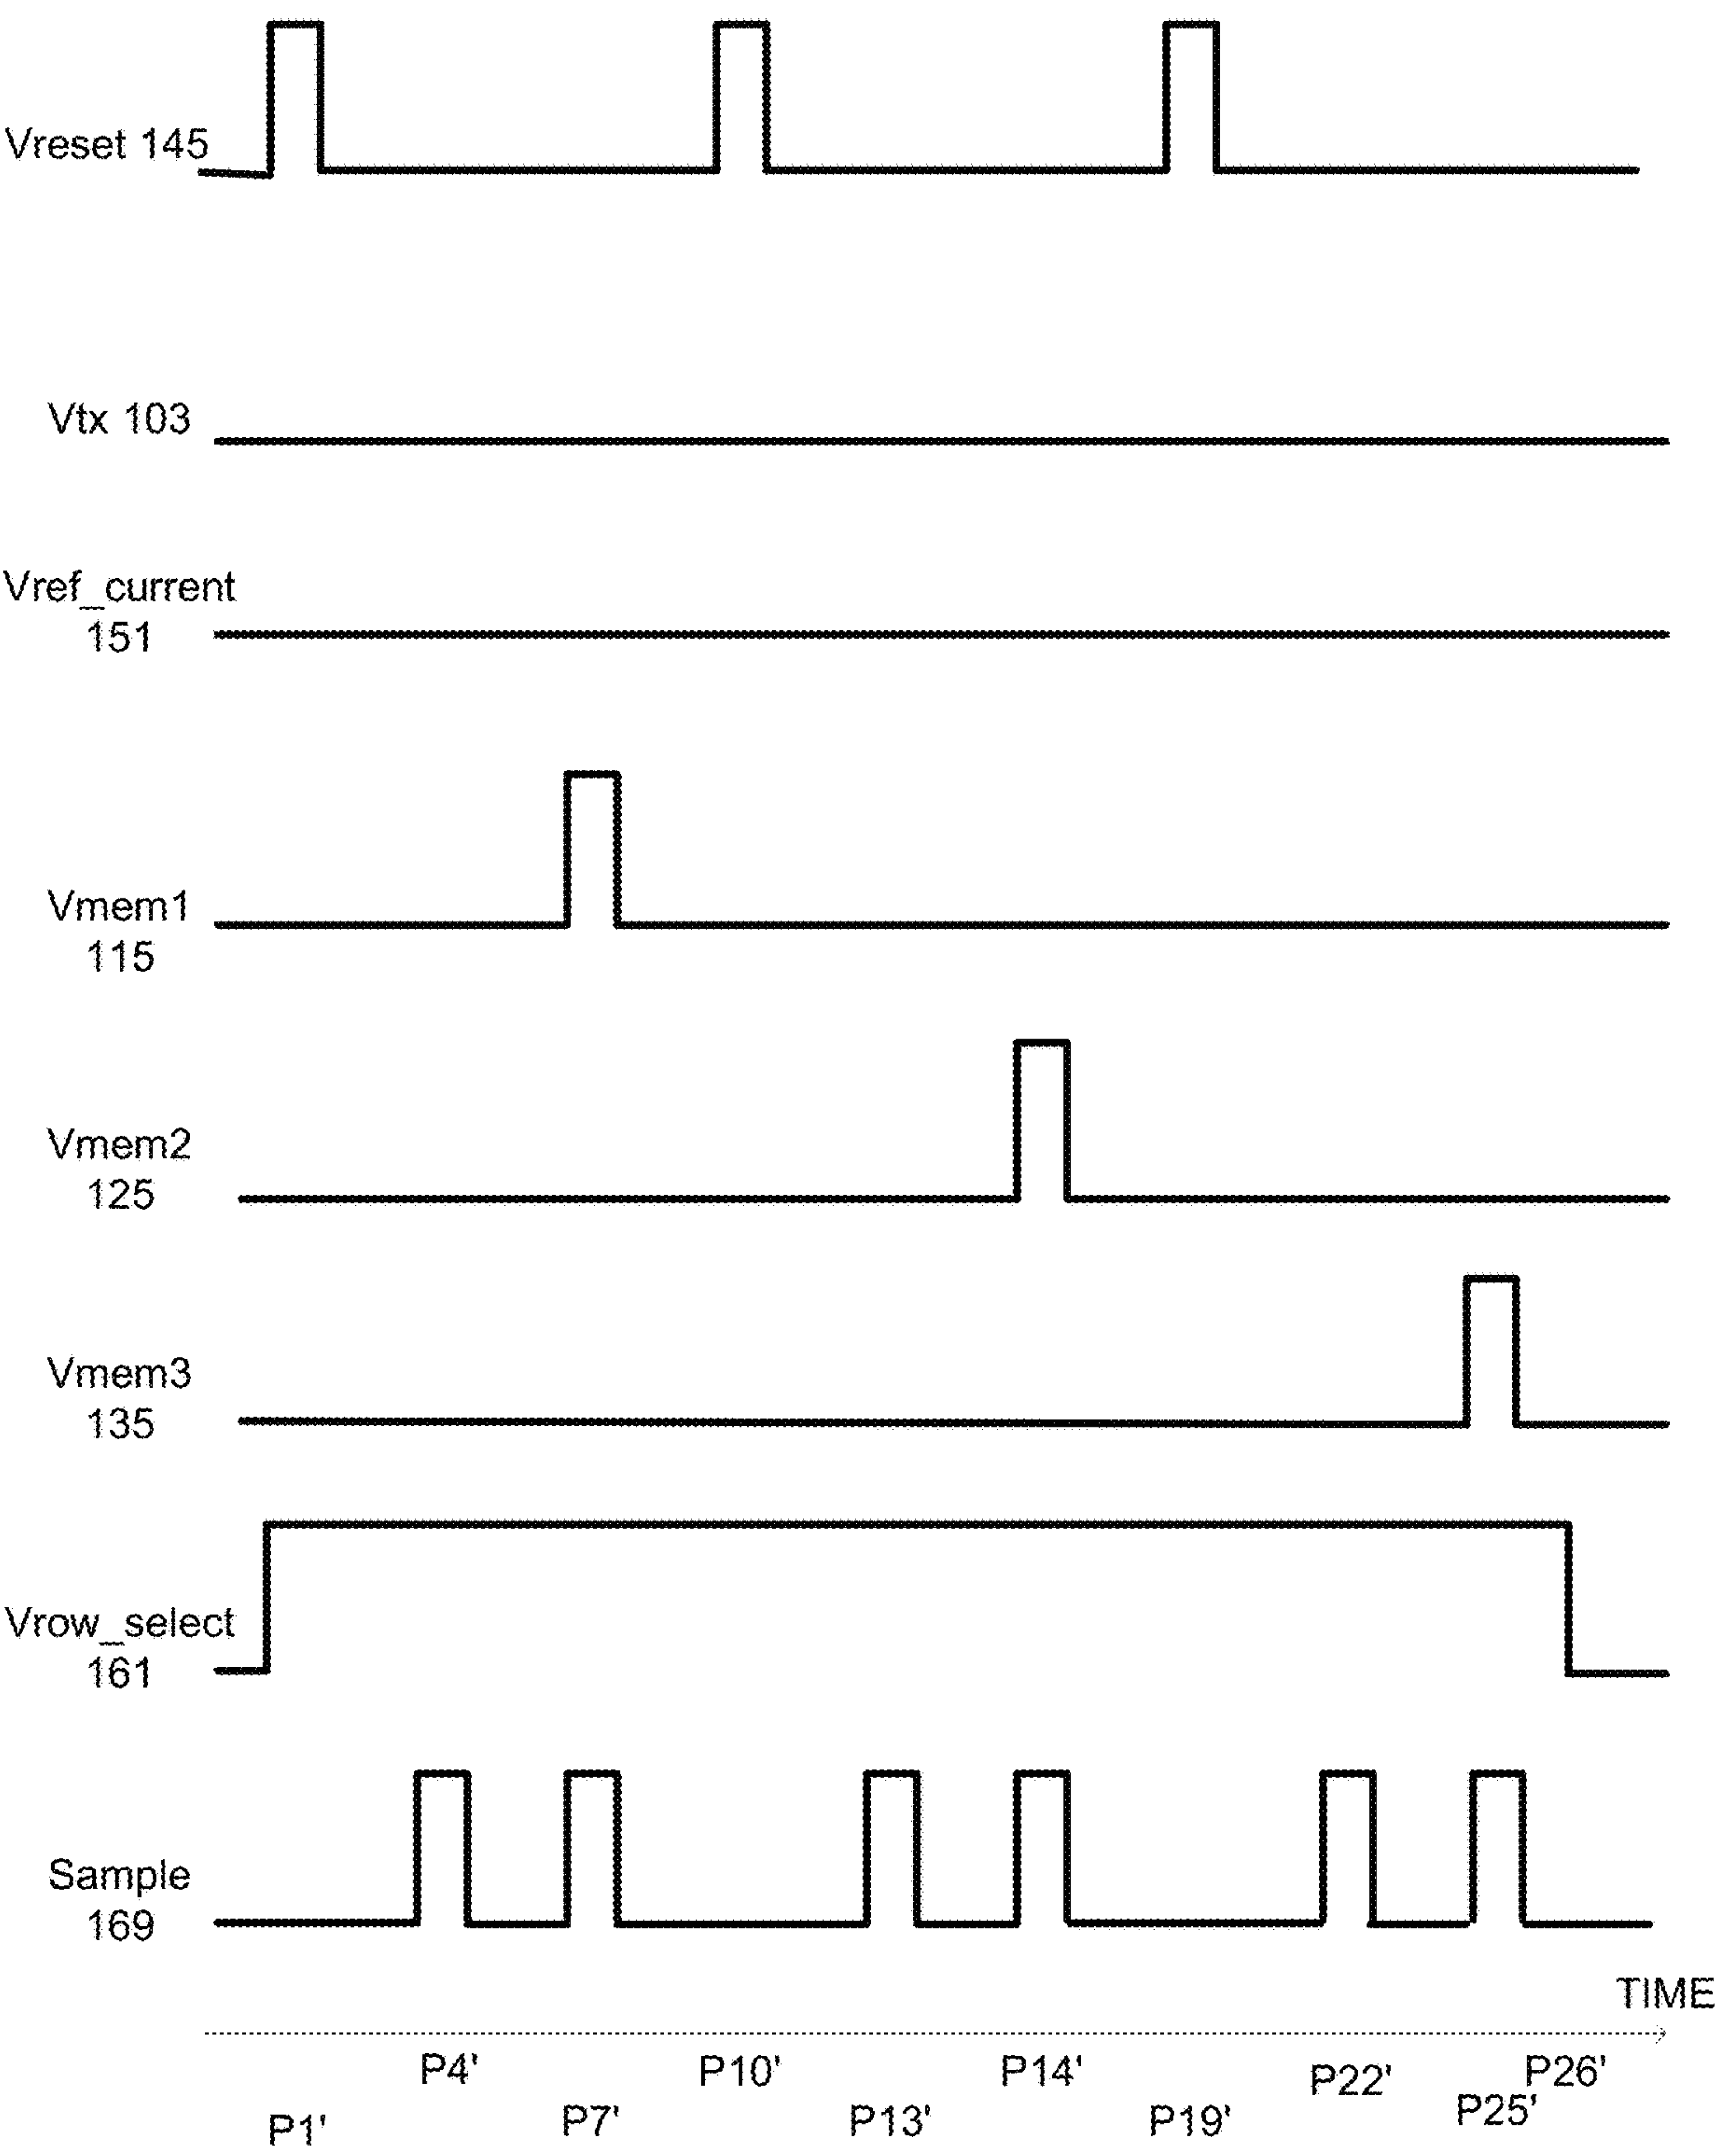 Vreset 145
Vtx 103
Vref_current
151
Vmem1
115
Vmem2
125
Vmem3
135
Vrow_select
161
Sample
169
TIME
P4' P10' P14' P22' P26'
P1' P7' P13' P19' P25'